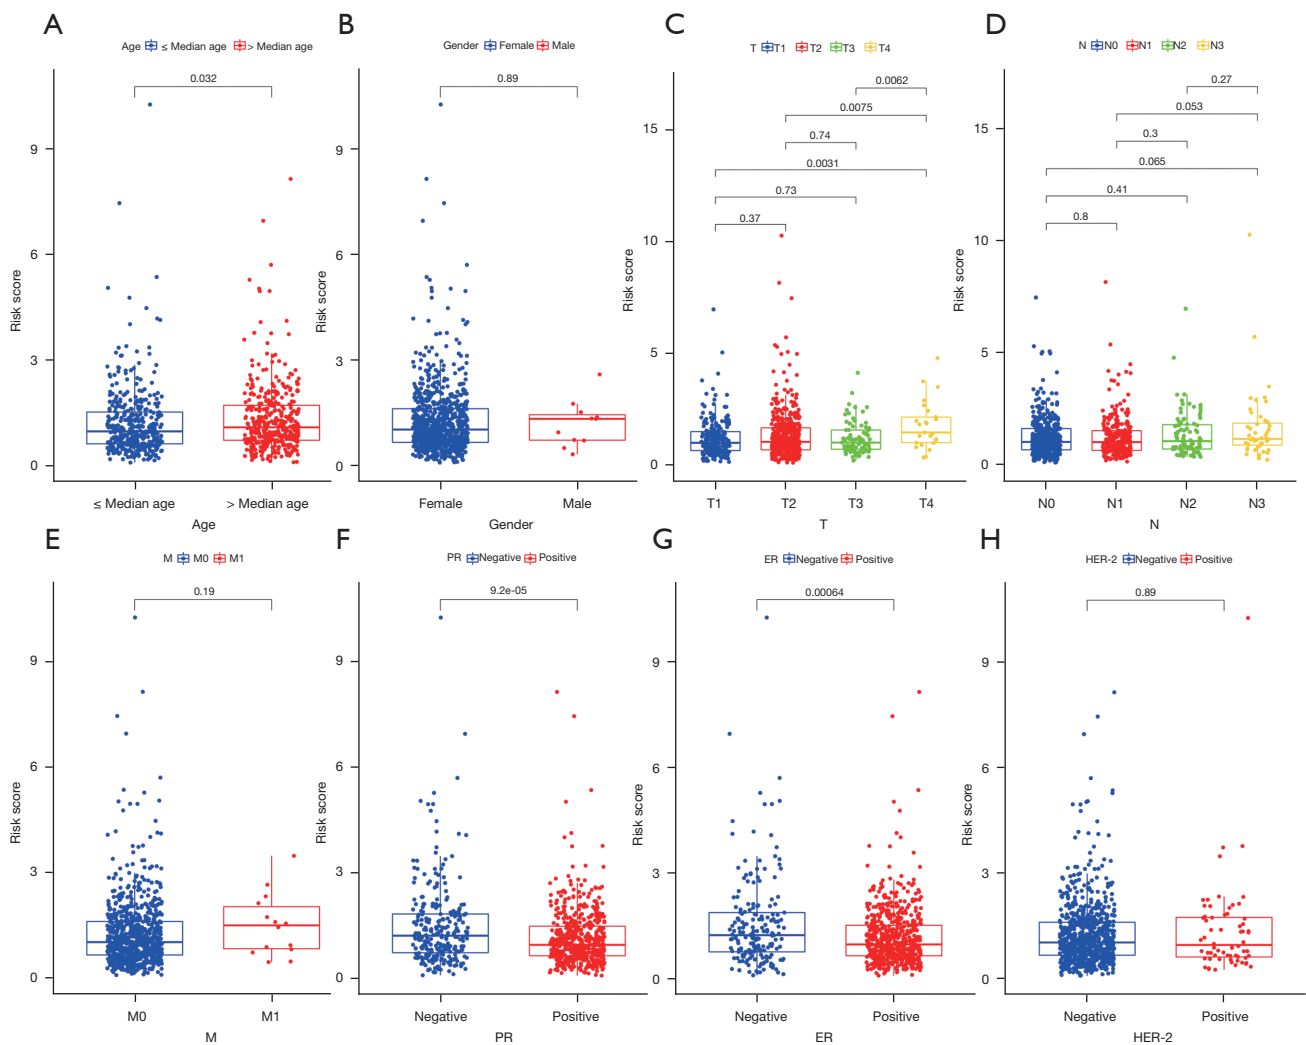 A
Age ≤ Median age > Median age
0.032
9
6
3
0
Risk score
≤ Median age > Median age
Age
B
Gender Female Male
0.89
9
6
3
0
Risk score
Female Male
Gender
C
T T1 T2 T3 T4
0.0062
0.0075
0.74
0.0031
0.73
0.37
15
10
5
0
Risk score
T1 T2 T3 T4
T
D
N N0 N1 N2 N3
0.27
0.053
0.3
0.065
0.41
0.8
15
10
5
0
Risk score
N0 N1 N2 N3
N
E
M M0 M1
0.19
9
6
3
0
Risk score
M0 M1
M
F
PR Negative Positive
9.2e-05
9
6
3
0
Risk score
Negative Positive
PR
G
ER Negative Positive
0.00064
9
6
3
0
Risk score
Negative Positive
ER
H
HER-2 Negative Positive
0.89
9
6
3
0
Risk score
Negative Positive
HER-2